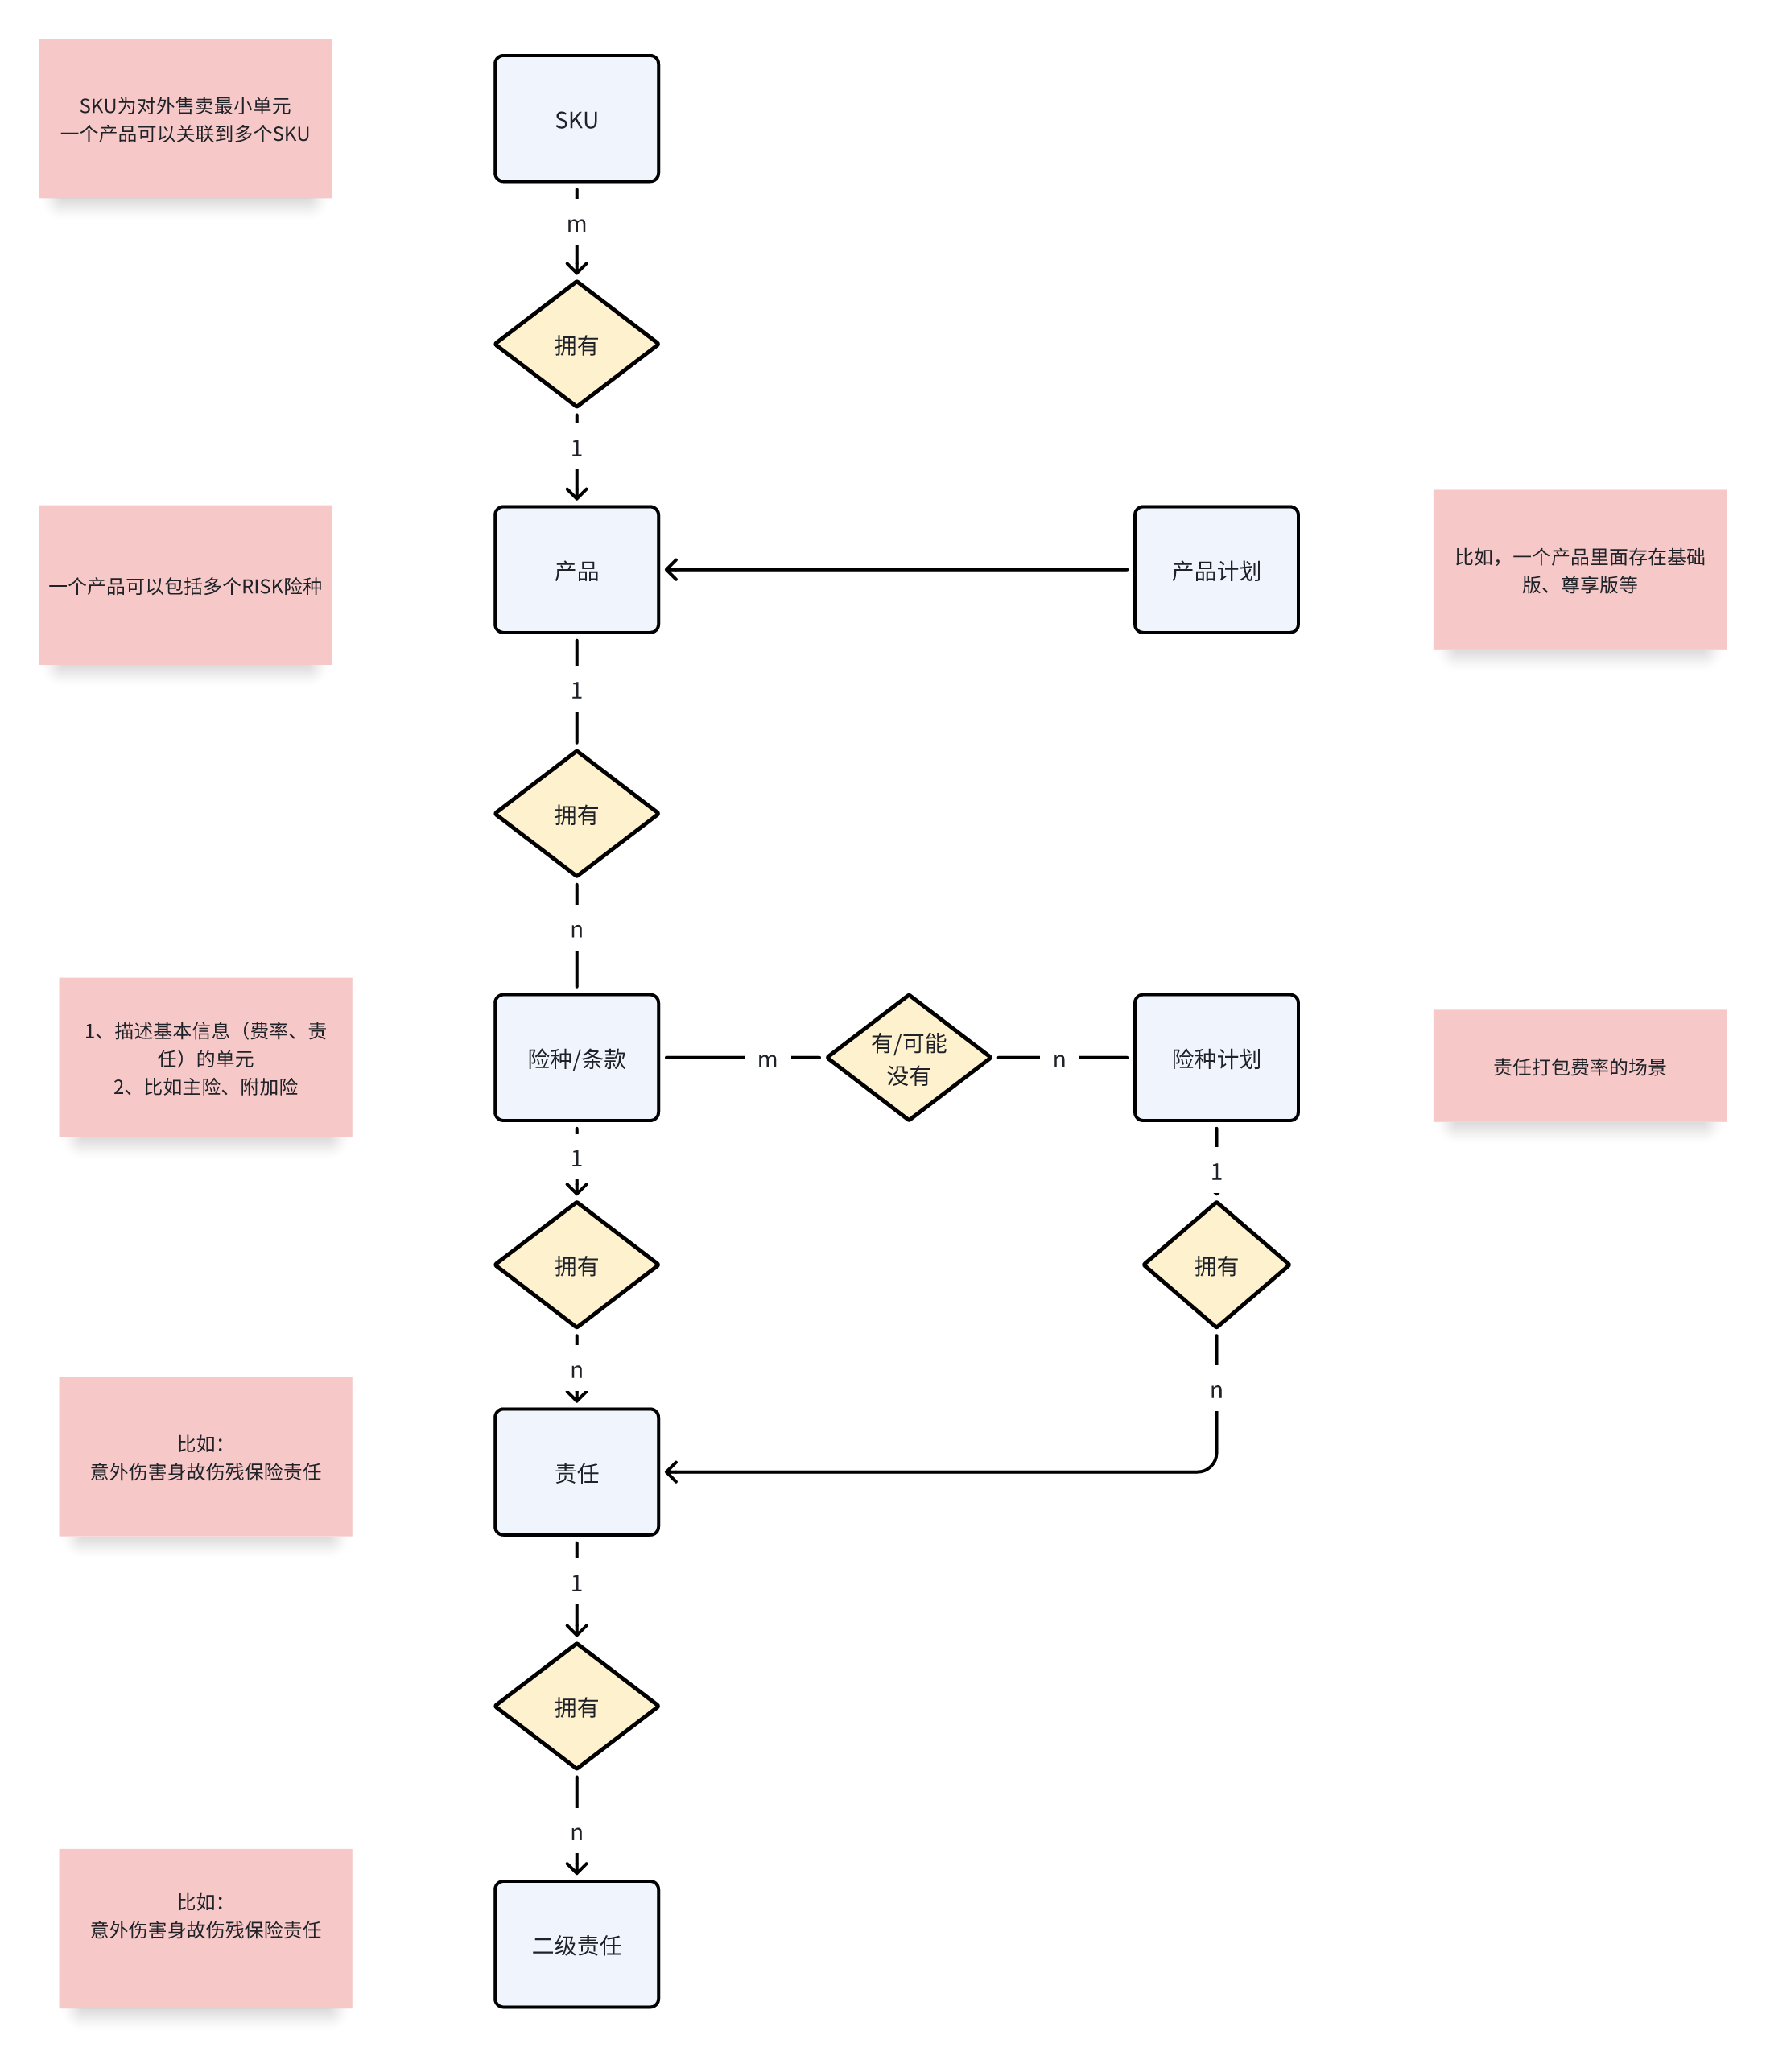 SKU为对外售卖最小单元
一个产品可以关联到多个SKU
SKU
m
拥有
1
一个产品可以包括多个RISK险种
产品
产品计划
比如，一个产品里面存在基础
版、尊享版等
1
拥有
n
1、描述基本信息（费率、责
任）的单元
2、比如主险、附加险
险种/条款
m
有/可能
没有
n
险种计划
责任打包费率的场景
1
1
拥有
拥有
n
n
比如：
意外伤害身故伤残保险责任
责任
1
拥有
n
比如：
意外伤害身故伤残保险责任
二级责任